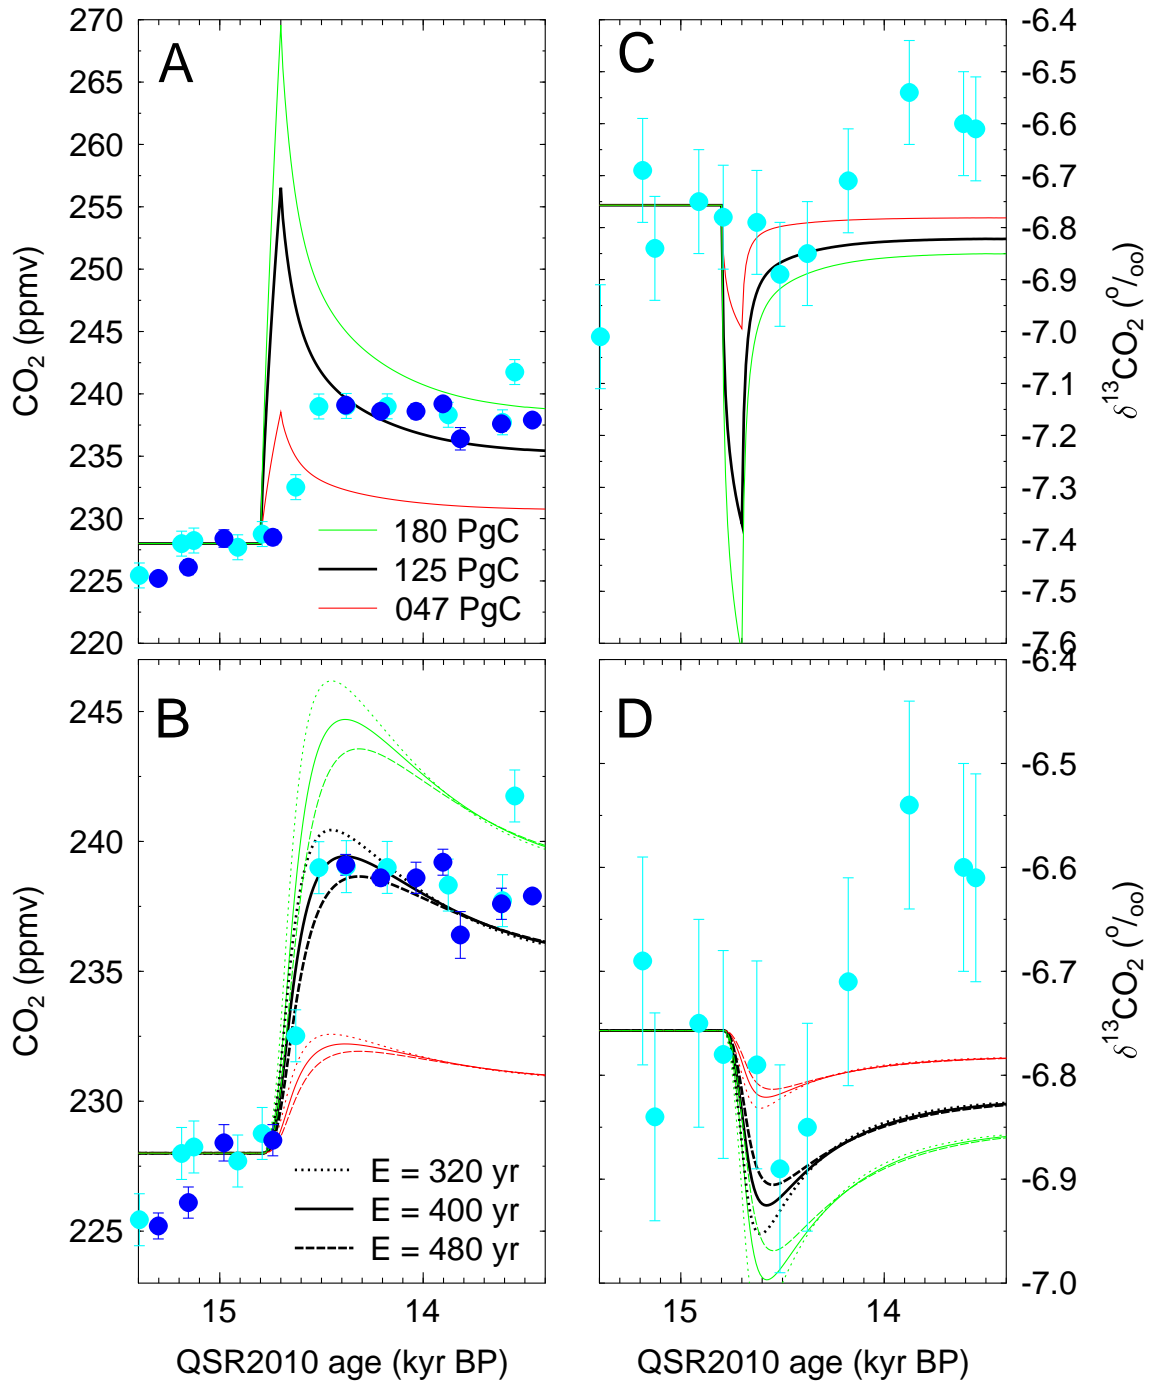 A
CO2 (ppmv)
270
265
260
255
250
245
240
235
230
225
220
180 PgC
125 PgC
047 PgC
C
-6.4
-6.5
-6.6
-6.7
-6.8
-6.9
-7.0
-7.1
-7.2
-7.3
-7.4
-7.5
-7.6
δ13CO2 (o/oo)
B
CO2 (ppmv)
245
240
235
230
225
E = 320 yr
E = 400 yr
E = 480 yr
15 14
QSR2010 age (kyr BP)
D
-6.4
-6.5
-6.6
-6.7
-6.8
-6.9
-7.0
δ13CO2 (o/oo)
15 14
QSR2010 age (kyr BP)